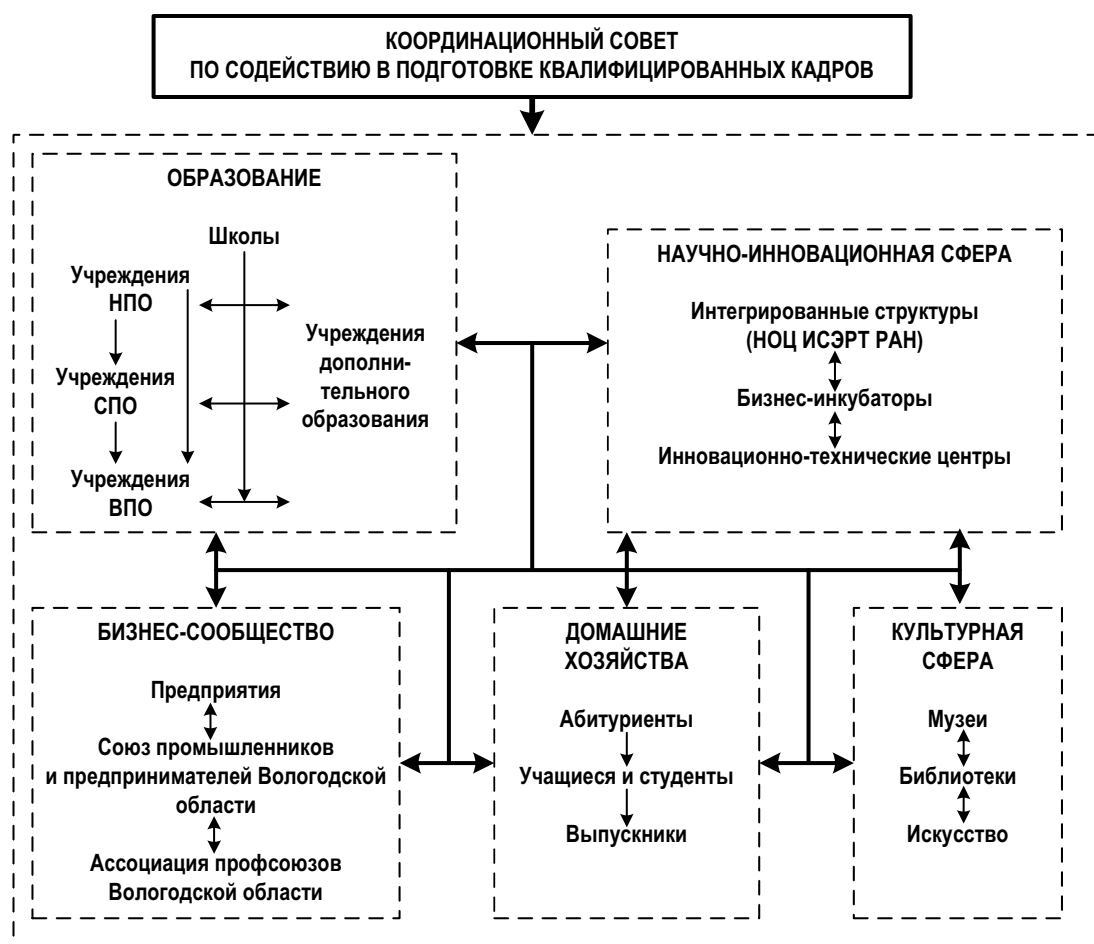 КООРДИНАЦИОННЫЙ СОВЕТ
ПО СОДЕЙСТВИЮ В ПОДГОТОВКЕ КВАЛИФИЦИРОВАННЫХ КАДРОВ
ОБРАЗОВАНИЕ
Школы
Учреждения
НПО
Учреждения
СПО
Учреждения
ВПО
Учреждения
дополни-
тельного
образования
НАУЧНО-ИННОВАЦИОННАЯ СФЕРА
Интегрированные структуры
(НОЦ ИСЭРТ РАН)
Бизнес-инкубаторы
Инновационно-технические центры
БИЗНЕС-СООБЩЕСТВО
Предприятия
Союз промышленников
и предпринимателей Вологодской
области
Ассоциация профсоюзов
Вологодской области
ДОМАШНИЕ
ХОЗЯЙСТВА
Абитуриенты
Учащиеся и студенты
Выпускники
КУЛЬТУРНАЯ
СФЕРА
Музеи
Библиотеки
Искусство